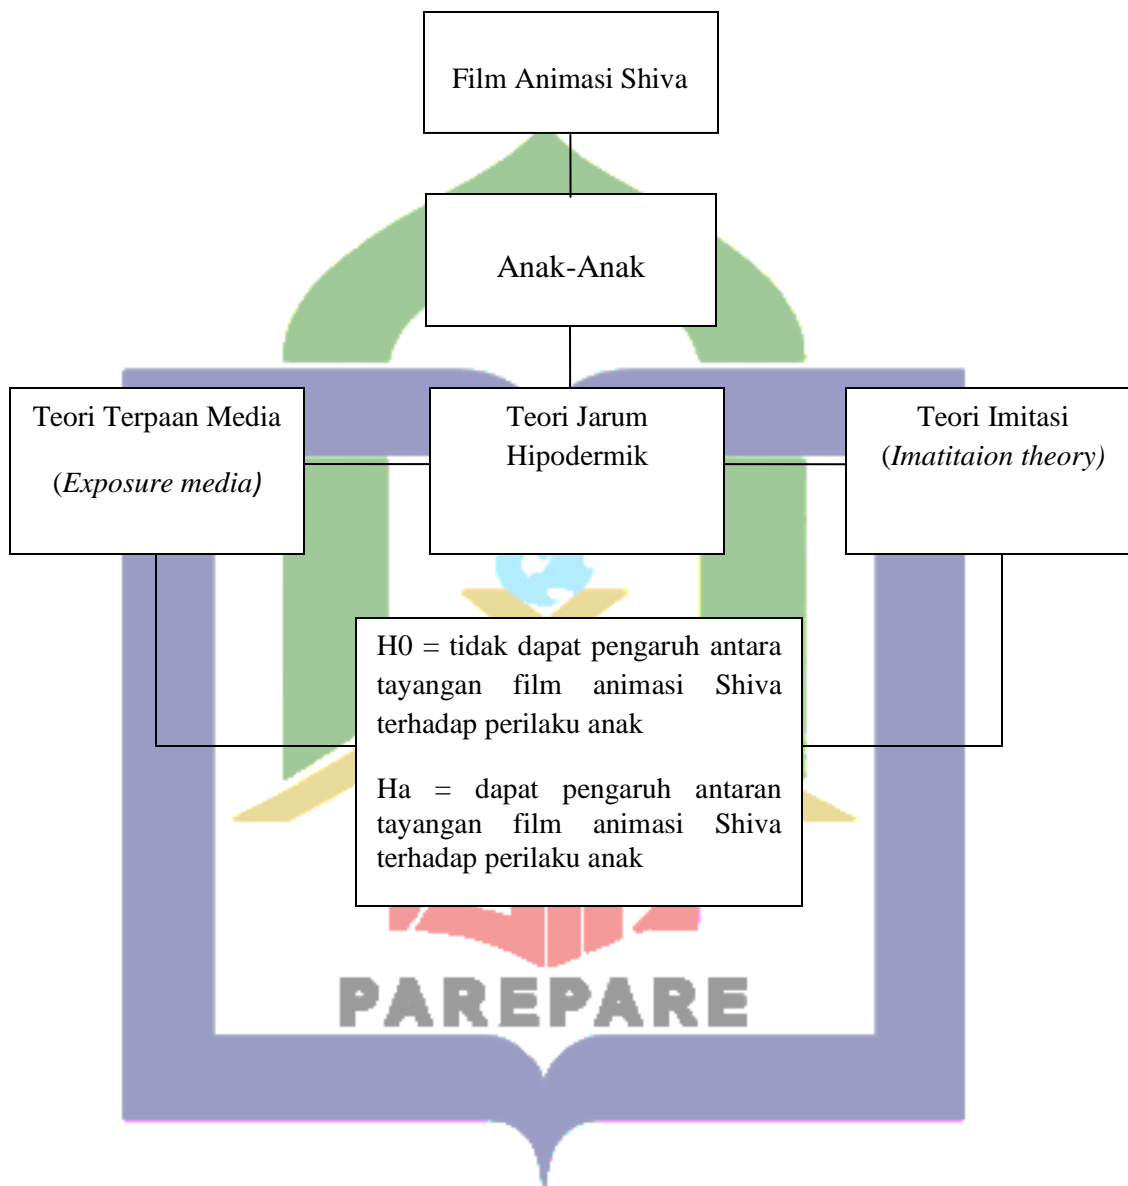 Film Animasi Shiva
Anak-Anak
Teori Terpaan Media
(Exposure media)
Teori Jarum
Hipodermik
Teori Imitasi
(Imatitaion theory)
H0 = tidak dapat pengaruh antara
tayangan film animasi Shiva
terhadap perilaku anak
Ha = dapat pengaruh antaran
tayangan film animasi Shiva
terhadap perilaku anak
PAREPARE